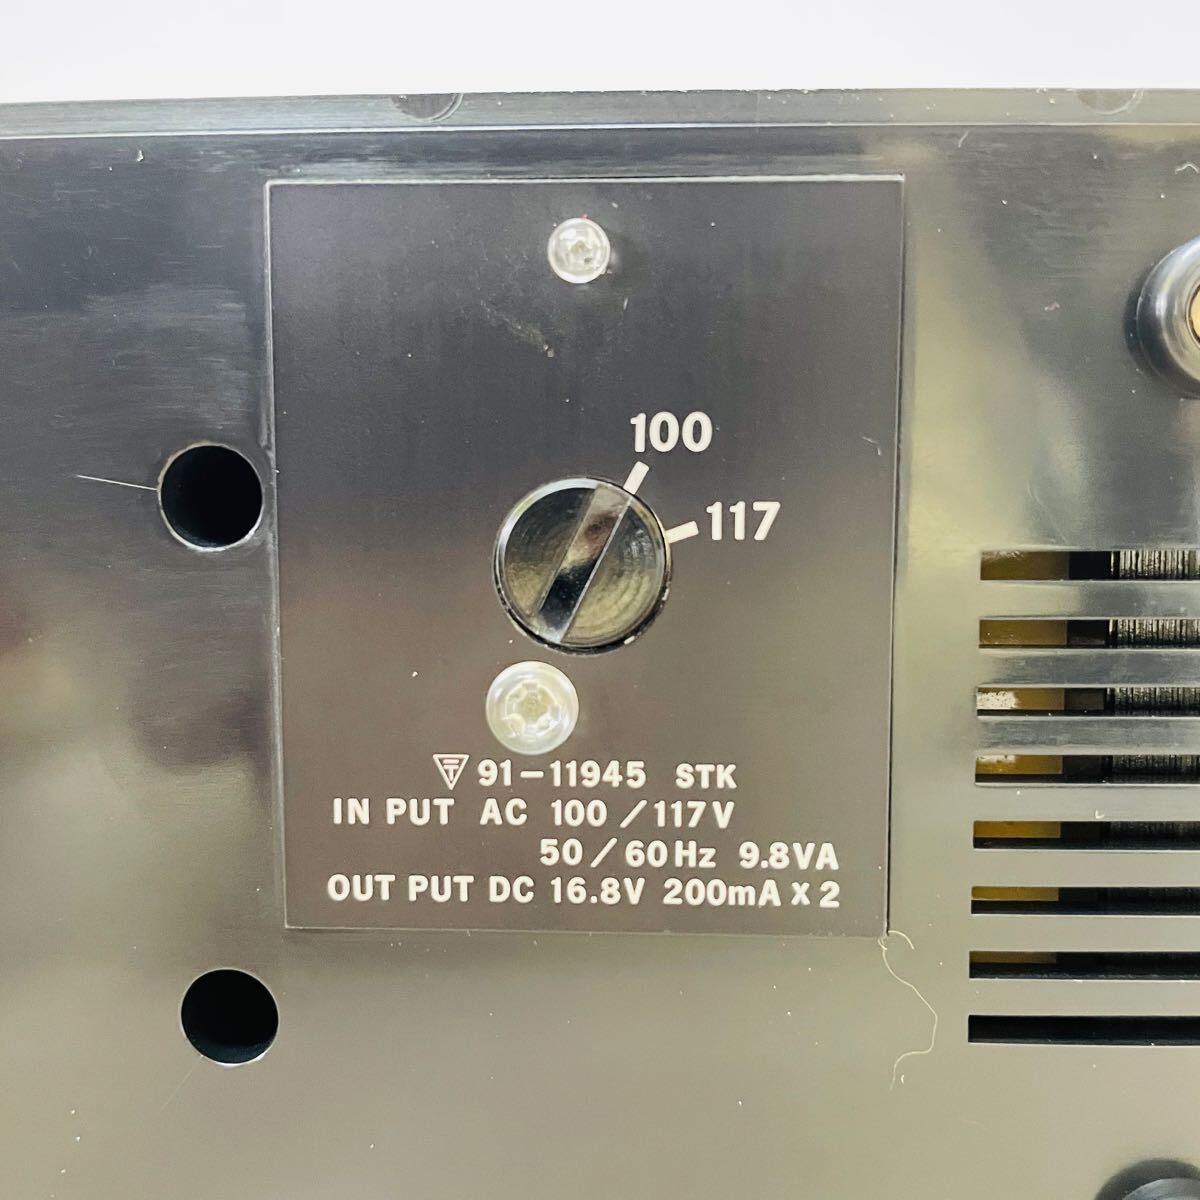 100
117
91-11945 STK
IN PUT AC 100 / 117V
50 / 60Hz 9.8VA
OUT PUT DC 16.8V 200mA X 2